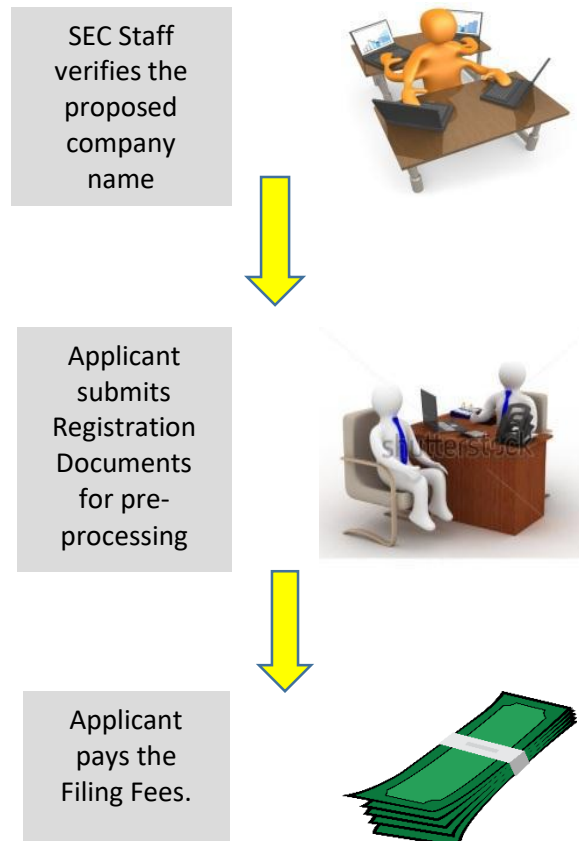 SEC Staff
verifies the
proposed
company
name
Applicant
submits
Registration
Documents
for pre-
processing
shutterstock
Applicant
pays the
Filing Fees.